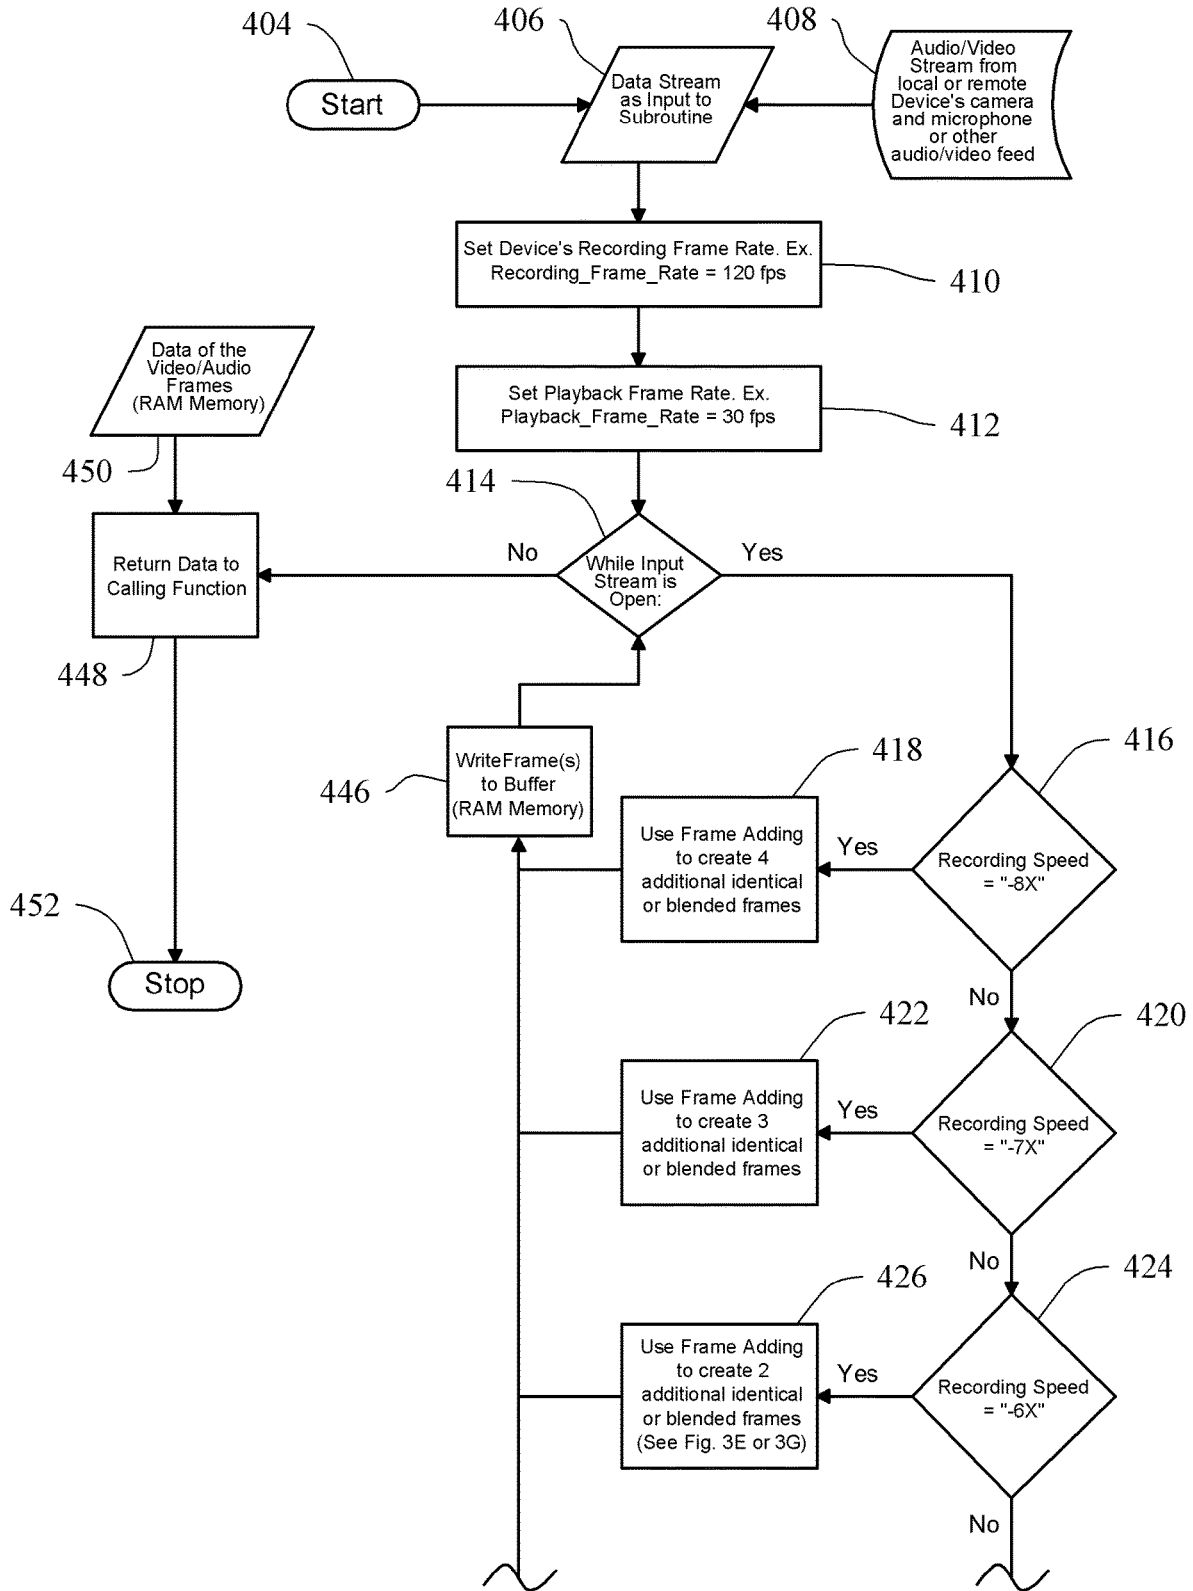 404
406
408
Start
Data Stream
as Input to
Subroutine
Audio/Video
Stream from
local or remote
Device's camera
and microphone
or other
audio/video feed
Set Device's Recording Frame Rate. Ex.
Recording_Frame_Rate = 120 fps
410
Data of the
Video/Audio
Frames
(RAM Memory)
450
Set Playback Frame Rate. Ex.
Playback_Frame_Rate = 30 fps
412
414
No
While Input
Stream is
Open:
Yes
Return Data to
Calling Function
448
WriteFrame(s)
to Buffer
(RAM Memory)
446
418
416
Use Frame Adding
to create 4
additional identical
or blended frames
Yes
Recording Speed
= "-8X"
452
Stop
No
422
420
Use Frame Adding
to create 3
additional identical
or blended frames
Yes
Recording Speed
= "-7X"
No
426
424
Use Frame Adding
to create 2
additional identical
or blended frames
(See Fig. 3E or 3G)
Yes
Recording Speed
= "-6X"
No